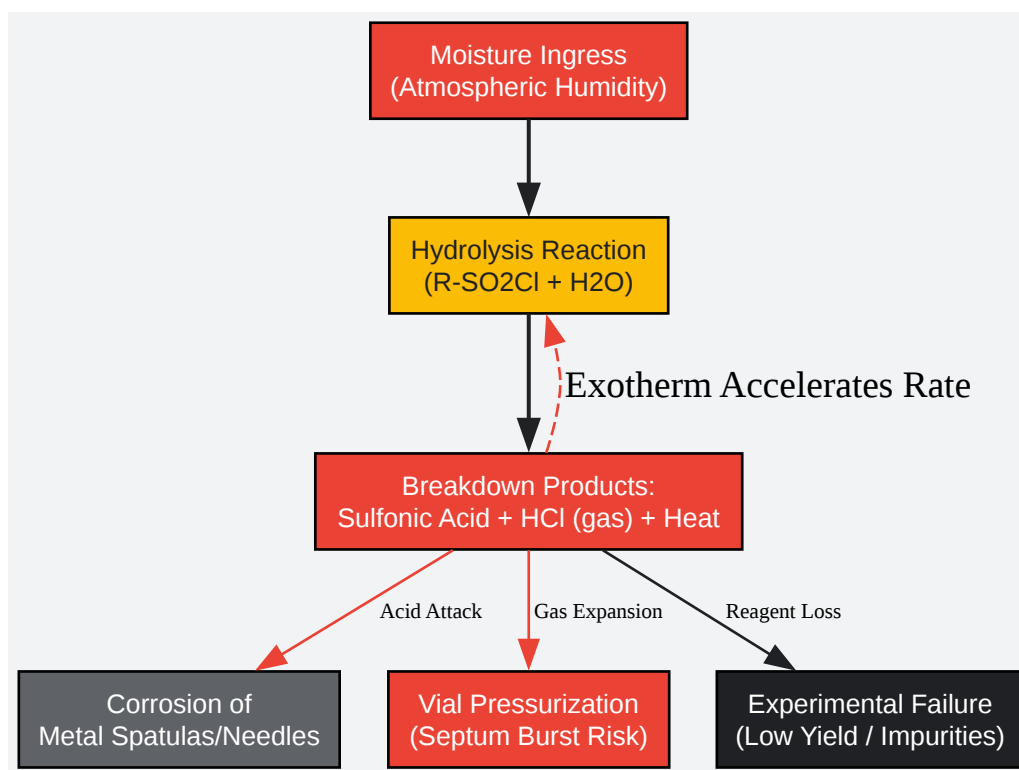 Moisture Ingress
(Atmospheric Humidity)
Hydrolysis Reaction
(R-SO2Cl + H2O)
Exotherm Accelerates Rate
Breakdown Products:
Sulfonic Acid + HCl (gas) + Heat
Acid Attack
Gas Expansion
Reagent Loss
Corrosion of
Metal Spatulas/Needles
Vial Pressurization
(Septum Burst Risk)
Experimental Failure
(Low Yield / Impurities)